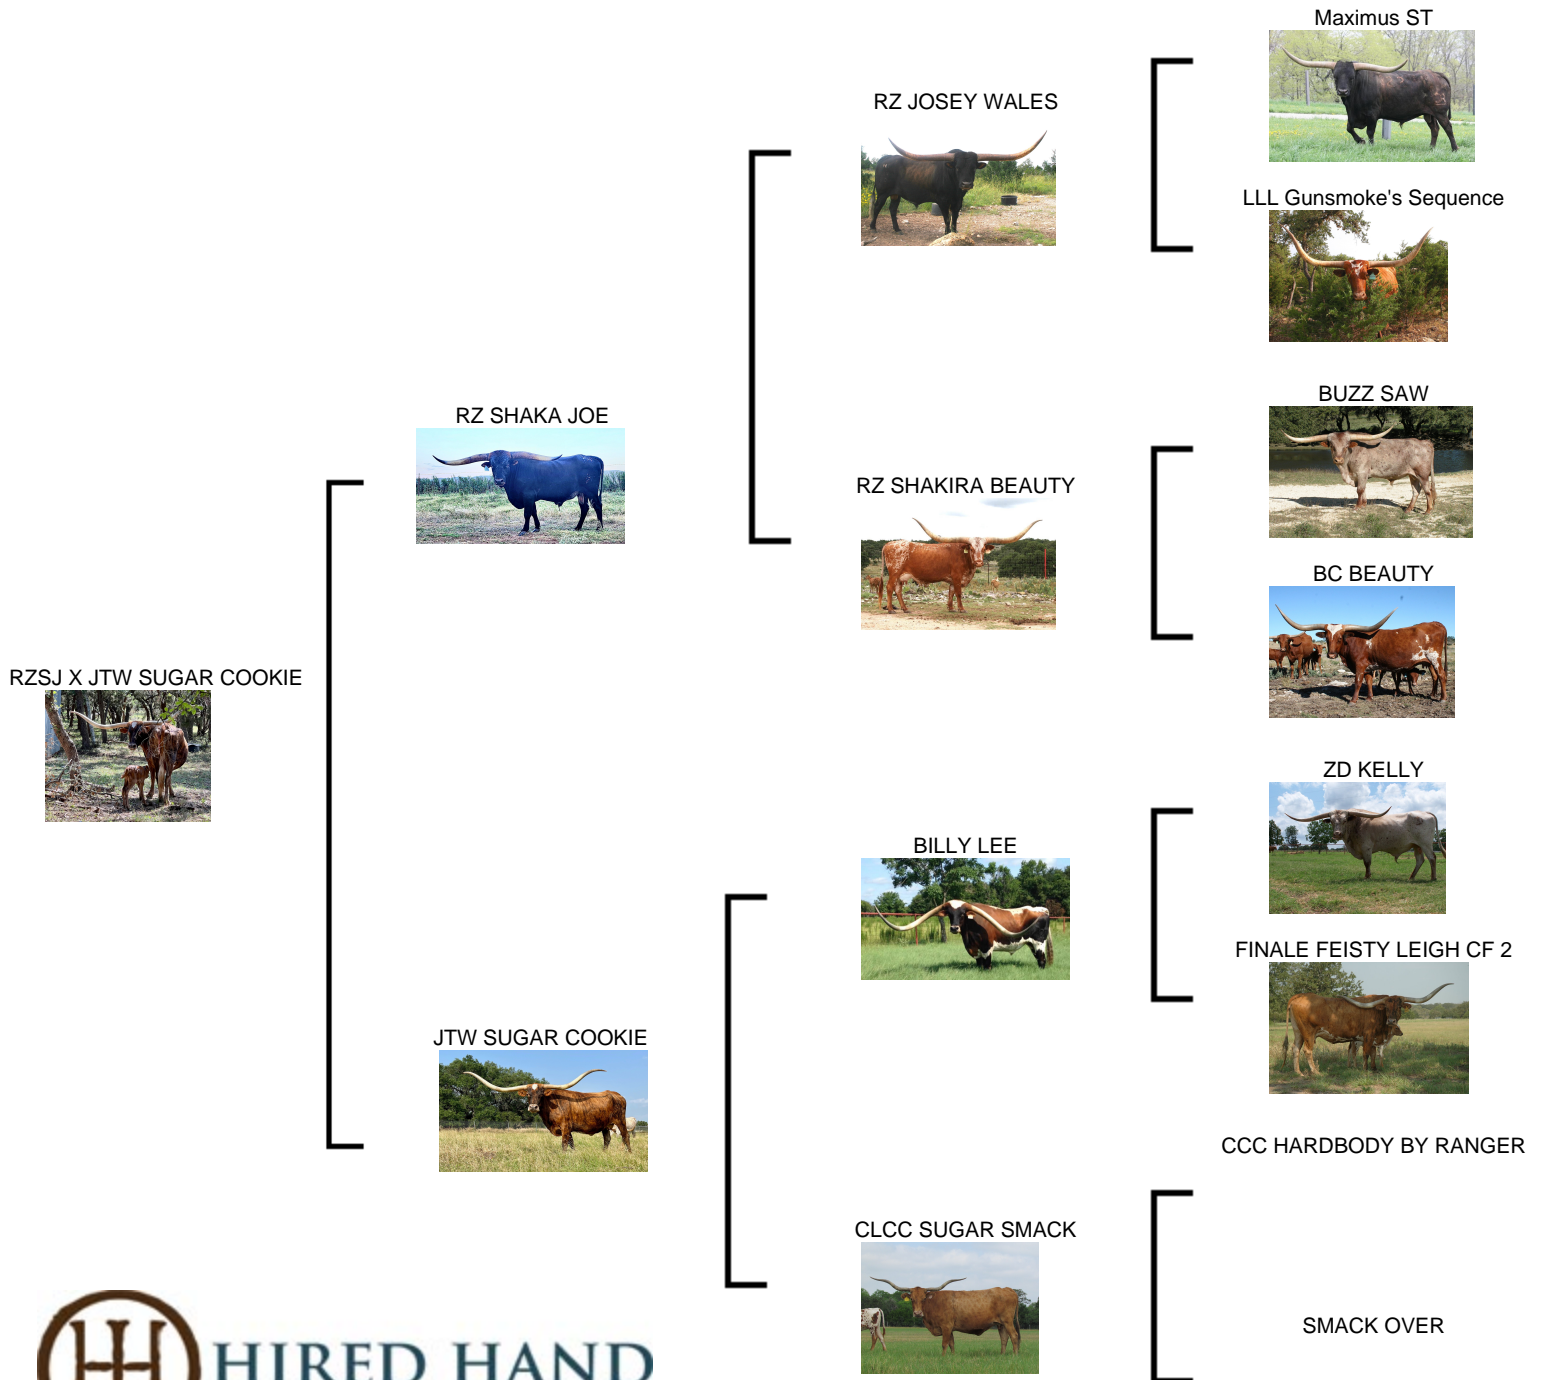 Maximus ST
RZ JOSEY WALES
LLL Gunsmoke's Sequence
RZ SHAKA JOE
BUZZ SAW
RZ SHAKIRA BEAUTY
BC BEAUTY
RZSJ X JTW SUGAR COOKIE
ZD KELLY
BILLY LEE
FINALE FEISTY LEIGH CF 2
JTW SUGAR COOKIE
CCC HARDBODY BY RANGER
CLCC SUGAR SMACK
SMACK OVER
HIRED HAND